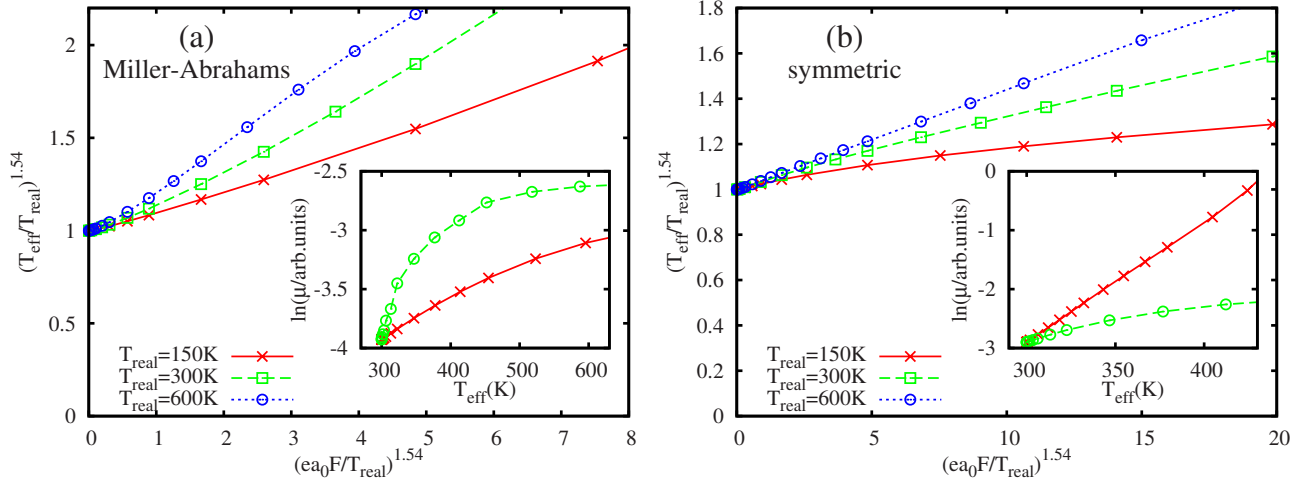 (a)
Miller-Abrahams
(T_eff/T_real)^1.54
2
1.5
1
0.5
0
T_real=150K
T_real=300K
T_real=600K
0 1 2 3 4 5 6 7 8
(ea_0F/T_real)^1.54
ln(μ/arb.units)
-2.5
-3
-3.5
-4
300 400 500 600
T_eff(K)
(b)
symmetric
(T_eff/T_real)^1.54
1.8
1.6
1.4
1.2
1
0.8
0.6
0.4
0.2
0
T_real=150K
T_real=300K
T_real=600K
0 5 10 15 20
(ea_0F/T_real)^1.54
ln(μ/arb.units)
0
-1
-2
-3
300 350 400
T_eff(K)